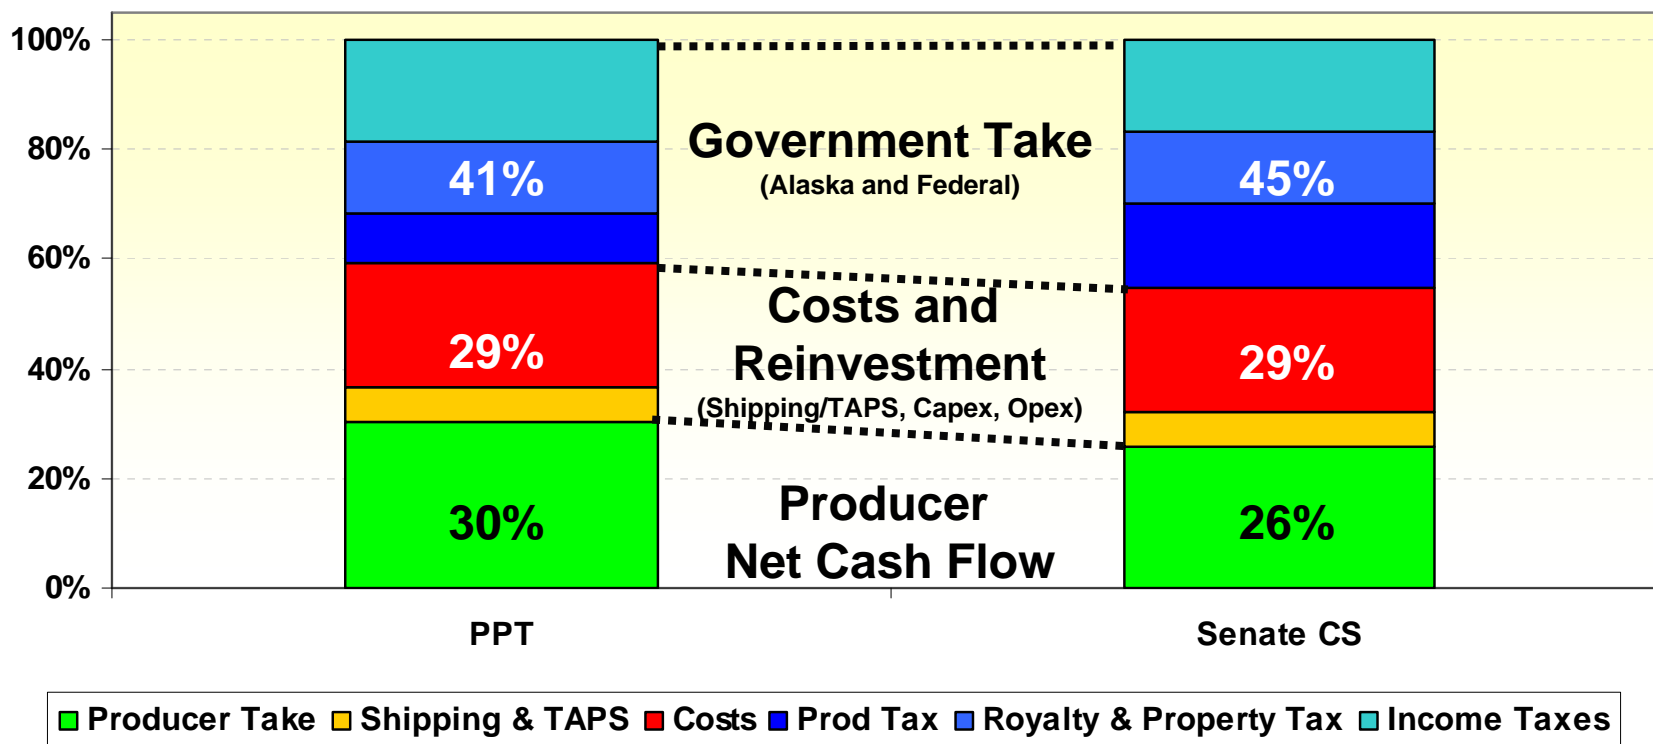 100%
80%
60%
40%
20%
0%
41%
29%
30%
Government Take
(Alaska and Federal)
Costs and
Reinvestment
(Shipping/TAPS, Capex, Opex)
Producer
Net Cash Flow
45%
29%
26%
PPT
Senate CS
Producer Take Shipping & TAPS Costs Prod Tax Royalty & Property Tax Income Taxes